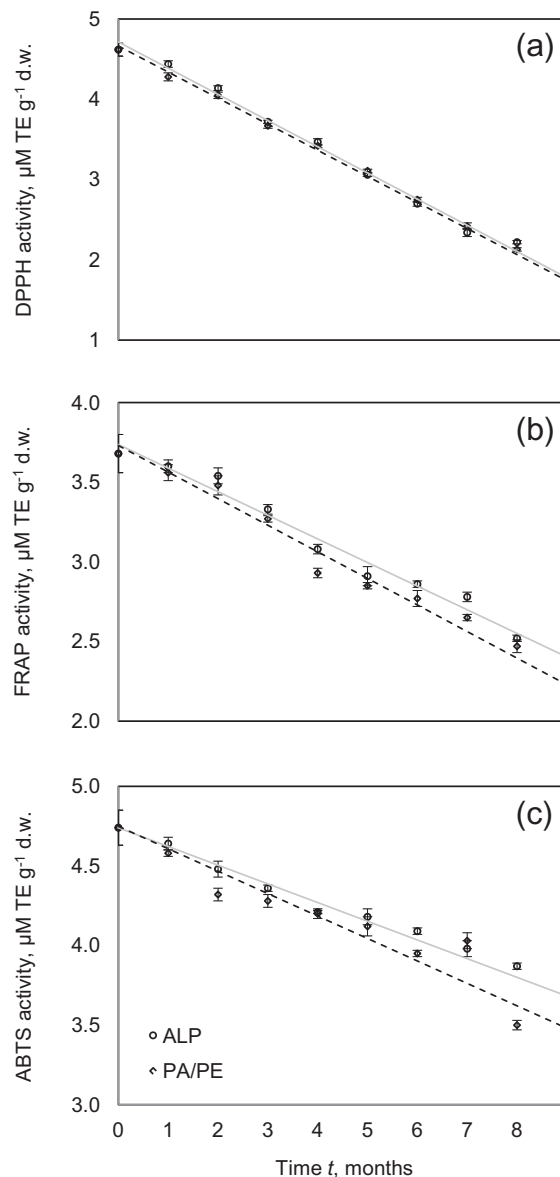 5
(a)
4
3
2
1
DPPH activity, µM TE g-1 d.w.
4.0
(b)
3.5
3.0
2.5
2.0
FRAP activity, µM TE g-1 d.w.
5.0
(c)
4.5
4.0
3.5
3.0
ABTS activity, µM TE g-1 d.w.
ALP
PA/PE
0 1 2 3 4 5 6 7 8
Time t, months